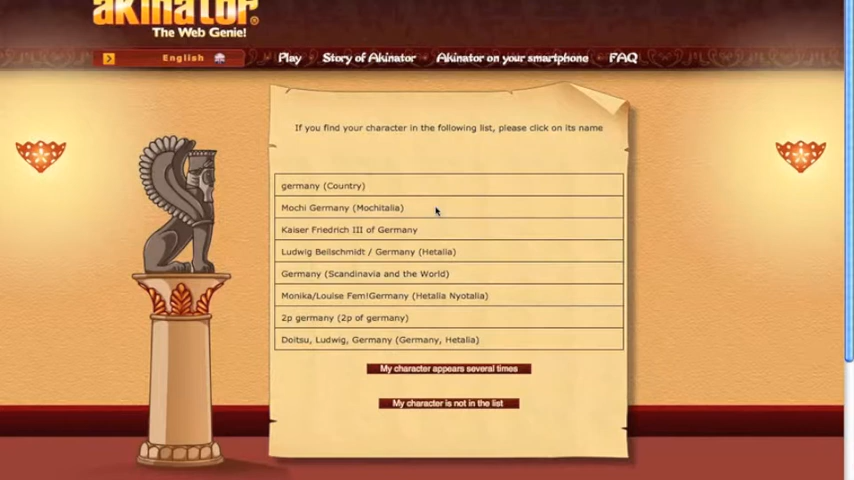 akinator®
The Web Genie!
English
Play
Story of Akinator
Akinator on your smartphone
FAQ
If you find your character in the following list, please click on its name
germany (Country)
Mochi Germany (Mochitalia)
Kaiser Friedrich III of Germany
Ludwig Beilschmidt / Germany (Hetalia)
Germany (Scandinavia and the World)
Monika/Louise Fem!Germany (Hetalia Nyotalia)
2p germany (2p of germany)
Doitsu, Ludwig, Germany (Germany, Hetalia)
My character appears several times
My character is not in the list